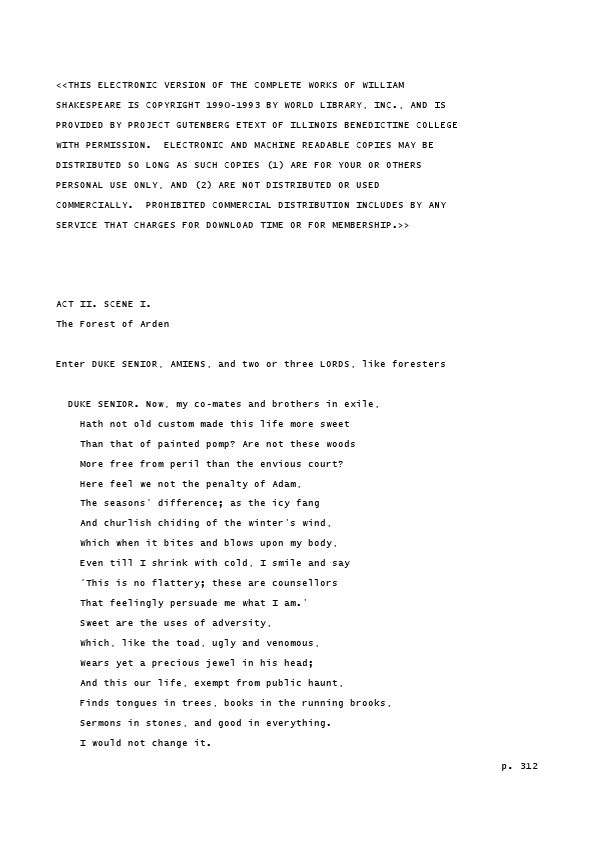 <<THIS ELECTRONIC VERSION OF THE COMPLETE WORKS OF WILLIAM
SHAKESPEARE IS COPYRIGHT 1990-1993 BY WORLD LIBRARY, INC., AND IS
PROVIDED BY PROJECT GUTENBERG ETEXT OF ILLINOIS BENEDICTINE COLLEGE
WITH PERMISSION.  ELECTRONIC AND MACHINE READABLE COPIES MAY BE
DISTRIBUTED SO LONG AS SUCH COPIES (1) ARE FOR YOUR OR OTHERS
PERSONAL USE ONLY, AND (2) ARE NOT DISTRIBUTED OR USED
COMMERCIALLY.  PROHIBITED COMMERCIAL DISTRIBUTION INCLUDES BY ANY
SERVICE THAT CHARGES FOR DOWNLOAD TIME OR FOR MEMBERSHIP.>>
ACT II. SCENE I.
The Forest of Arden
Enter DUKE SENIOR, AMIENS, and two or three LORDS, like foresters
DUKE SENIOR. Now, my co-mates and brothers in exile,
Hath not old custom made this life more sweet
Than that of painted pomp? Are not these woods
More free from peril than the envious court?
Here feel we not the penalty of Adam,
The seasons' difference; as the icy fang
And churlish chiding of the winter's wind,
Which when it bites and blows upon my body,
Even till I shrink with cold, I smile and say
'This is no flattery; these are counsellors
That feelingly persuade me what I am.'
Sweet are the uses of adversity,
Which, like the toad, ugly and venomous,
Wears yet a precious jewel in his head;
And this our life, exempt from public haunt,
Finds tongues in trees, books in the running brooks,
Sermons in stones, and good in everything.
I would not change it.
p. 312